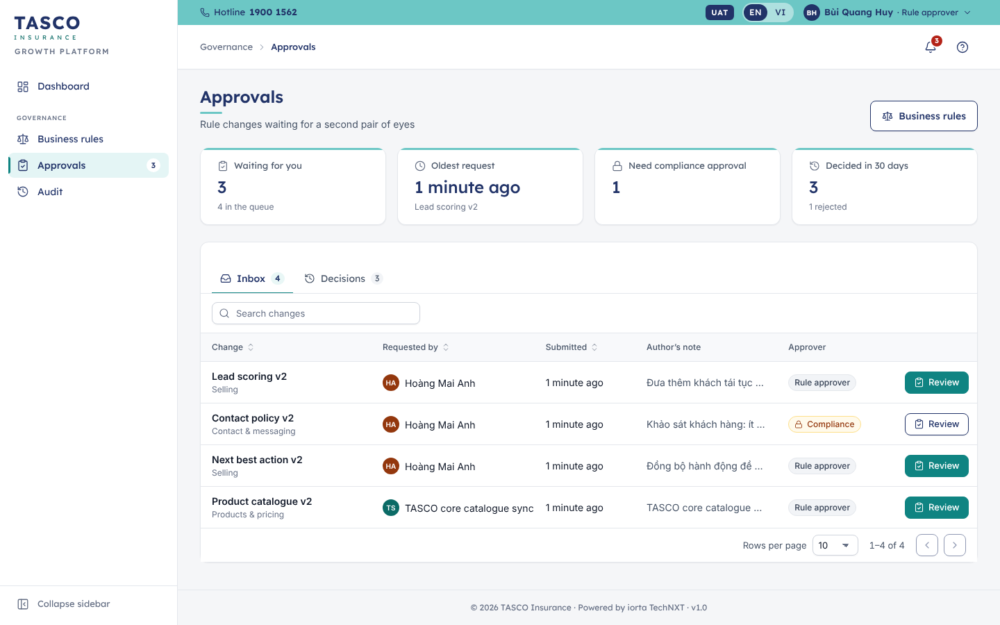 TASCO
INSURANCE
GROWTH PLATFORM
Dashboard
GOVERNANCE
Business rules
Approvals 3
Audit
Collapse sidebar
Hotline 1900 1562
UAT EN VI BH Bùi Quang Huy · Rule approver
Governance Approvals
3
Approvals
Rule changes waiting for a second pair of eyes
Business rules
Waiting for you
3
4 in the queue
Oldest request
1 minute ago
Lead scoring v2
Need compliance approval
1
Decided in 30 days
3
1 rejected
Inbox 4 Decisions 3
Search changes
Change Requested by Submitted Author’s note Approver
Lead scoring v2
Selling
HA Hoàng Mai Anh 1 minute ago Đưa thêm khách tái tục ... Rule approver Review
Contact policy v2
Contact & messaging
HA Hoàng Mai Anh 1 minute ago Khảo sát khách hàng: ít ... Compliance Review
Next best action v2
Selling
HA Hoàng Mai Anh 1 minute ago Đồng bộ hành động đề ... Rule approver Review
Product catalogue v2
Products & pricing
TS TASCO core catalogue sync 1 minute ago TASCO core catalogue ... Rule approver Review
Rows per page 10 1–4 of 4
© 2026 TASCO Insurance · Powered by iorta TechNXT · v1.0